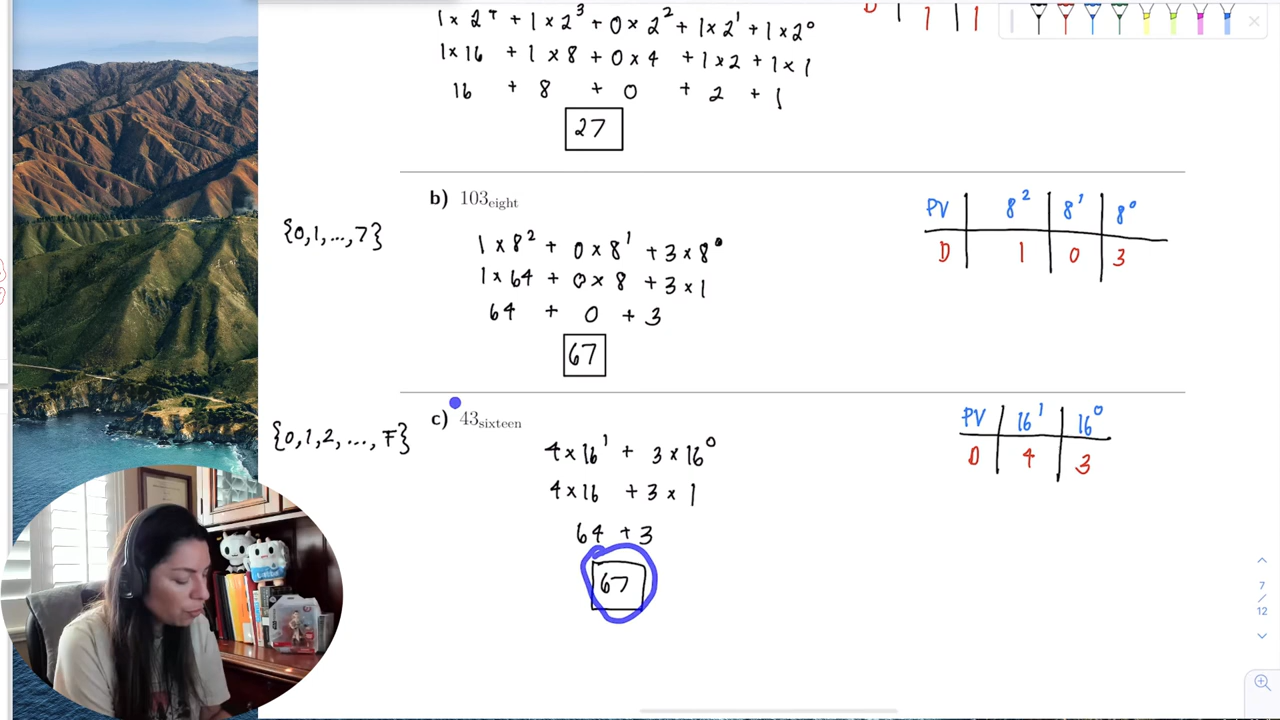 1 x 2⁴ + 1 x 2³ + 0 x 2² + 1 x 2¹ + 1 x 2⁰
D | 1 | 1
1 x 16 + 1 x 8 + 0 x 4 + 1 x 2 + 1 x 1
16 + 8 + 0 + 2 + 1
27
b) 103eight
PV | 8² | 8¹ | 8⁰
D | 1 | 0 | 3
{0,1,...,7}
1 x 8² + 0 x 8¹ + 3 x 8⁰
1 x 64 + 0 x 8 + 3 x 1
64 + 0 + 3
67
c) 43sixteen
PV | 16¹ | 16⁰
D | 4 | 3
{0,1,2,...,F}
4 x 16¹ + 3 x 16⁰
4 x 16 + 3 x 1
64 + 3
67
7
/
12